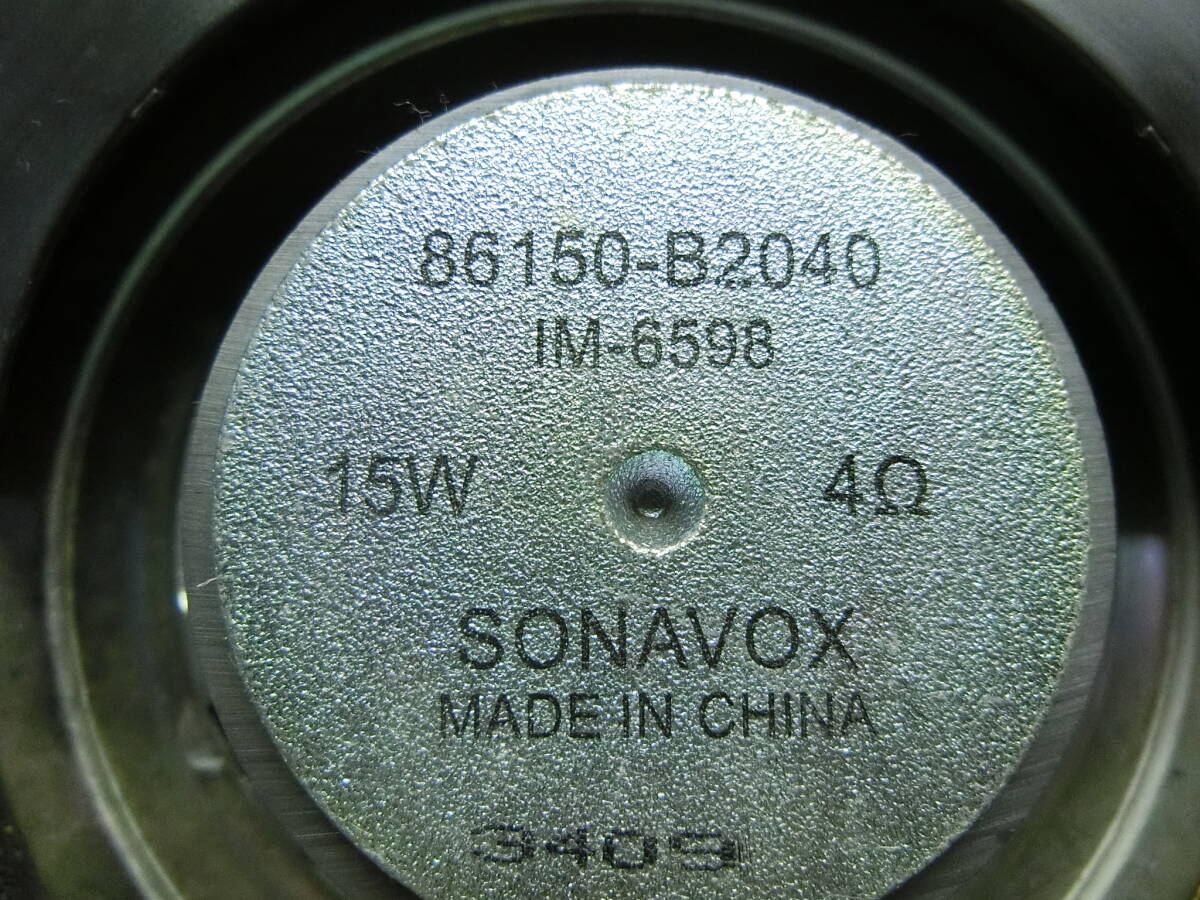 86150-B2040
IM-6598
15W 4Ω
SONAVOX
MADE IN CHINA
3409